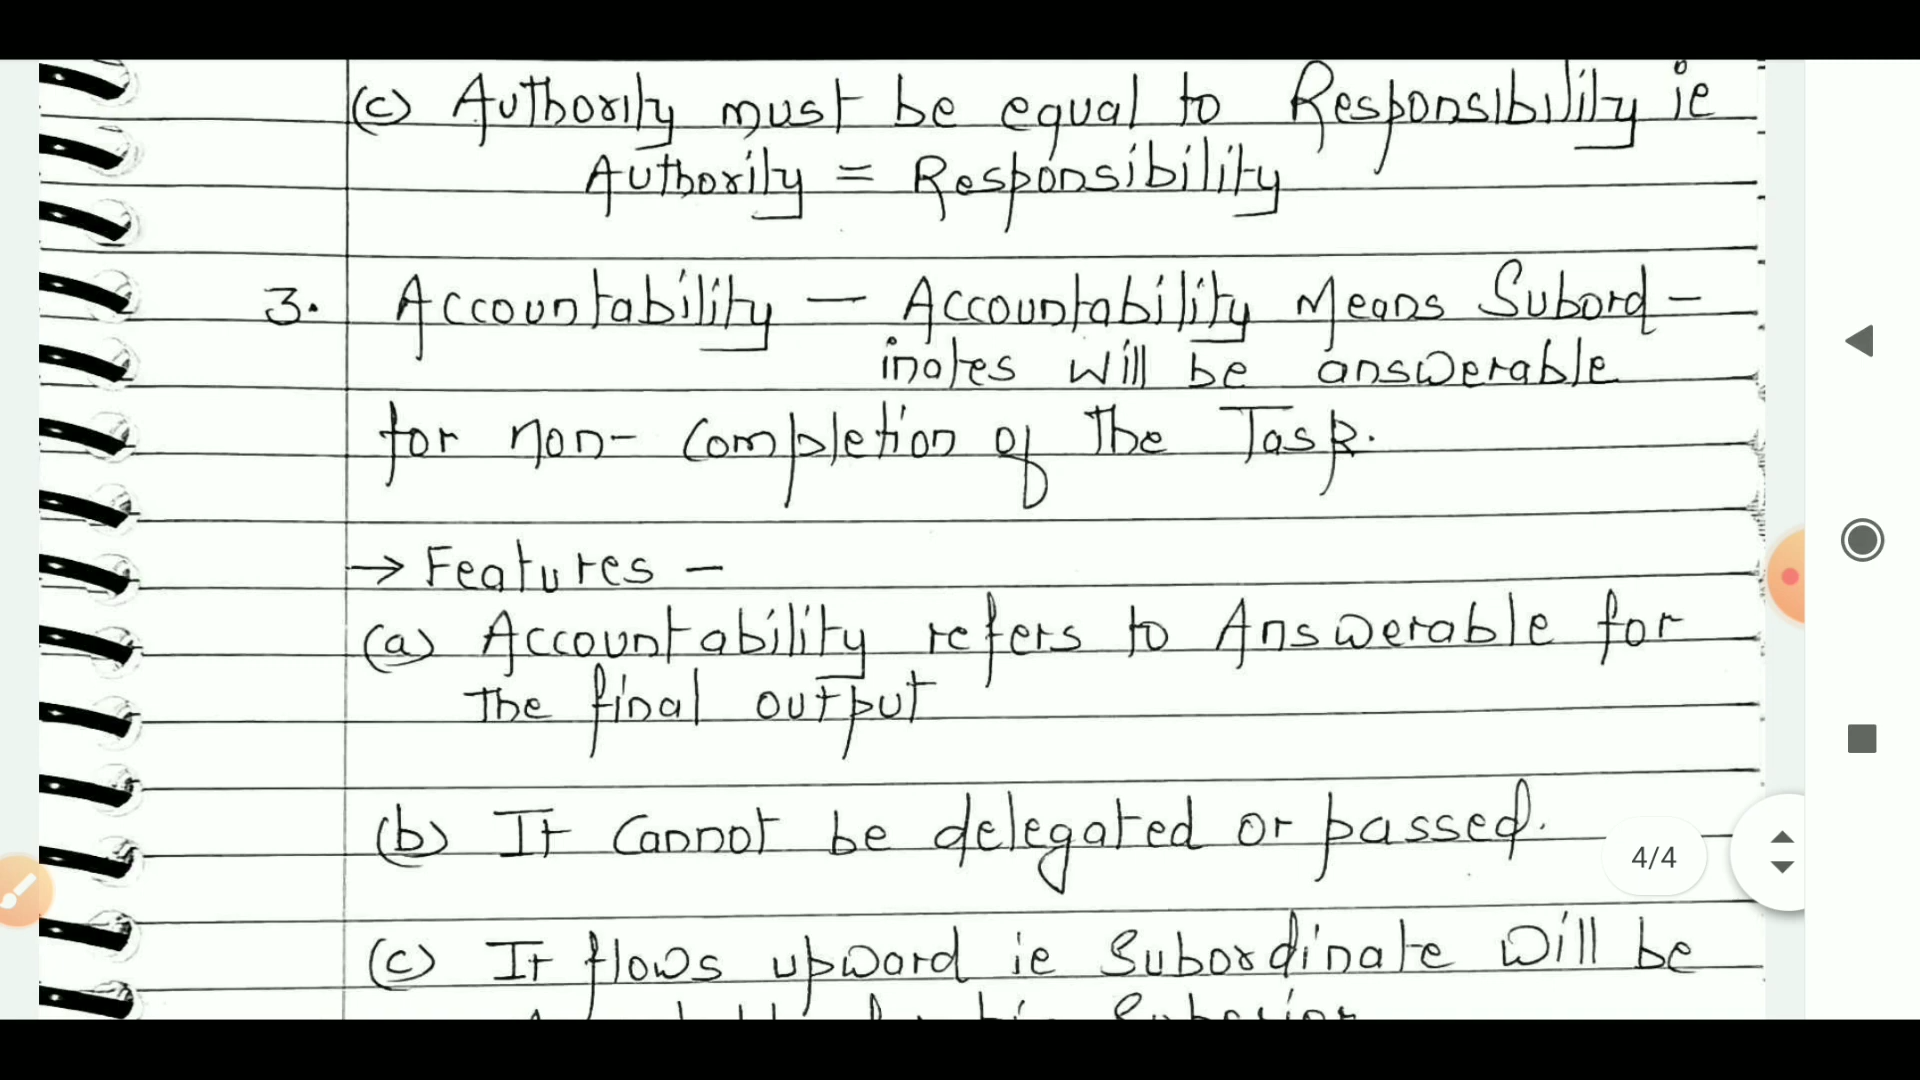 (c) Authority must be equal to Responsibility ie
Authority = Responsibility
3. Accountability — Accountability Means Subord-
inates will be answerable
for non- Completion of The Task.
→ Features -
(a) Accountability refers to Answerable for
The final output
(b) It Cannot be delegated or passed.
4/4
(c) It flows upward ie Subordinate will be